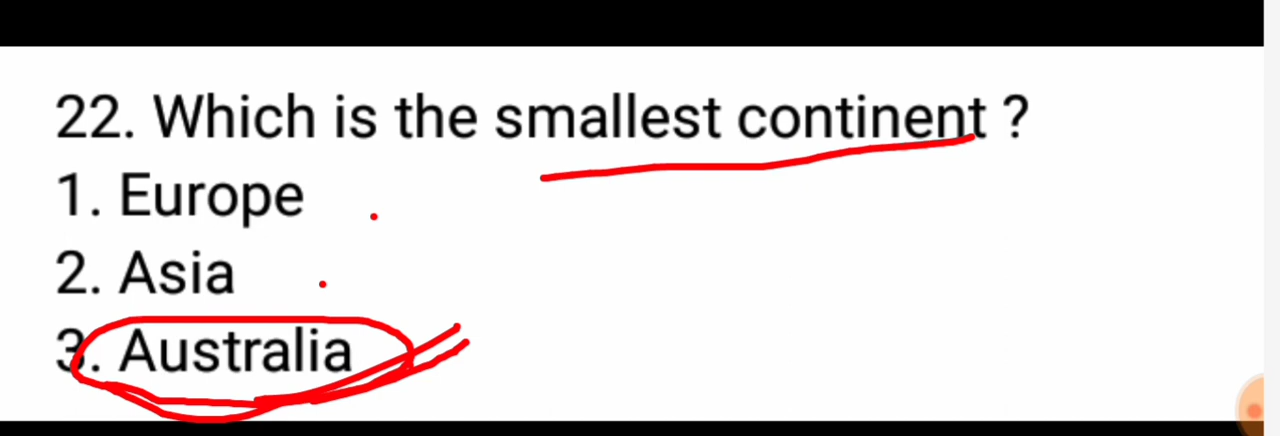 22. Which is the smallest continent ?
1. Europe
2. Asia
3. Australia